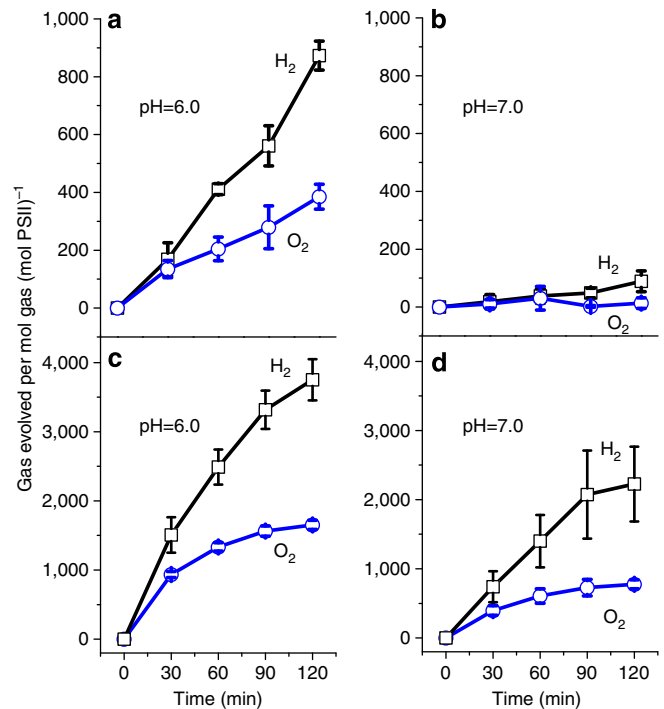 a
1,000
800
600
400
200
0
pH=6.0
H2
O2
b
1,000
800
600
400
200
0
pH=7.0
H2
O2
Gas evolved per mol gas (mol PSII)−1
c
4,000
3,000
2,000
1,000
0
pH=6.0
H2
O2
0 30 60 90 120
Time (min)
d
4,000
3,000
2,000
1,000
0
pH=7.0
H2
O2
0 30 60 90 120
Time (min)